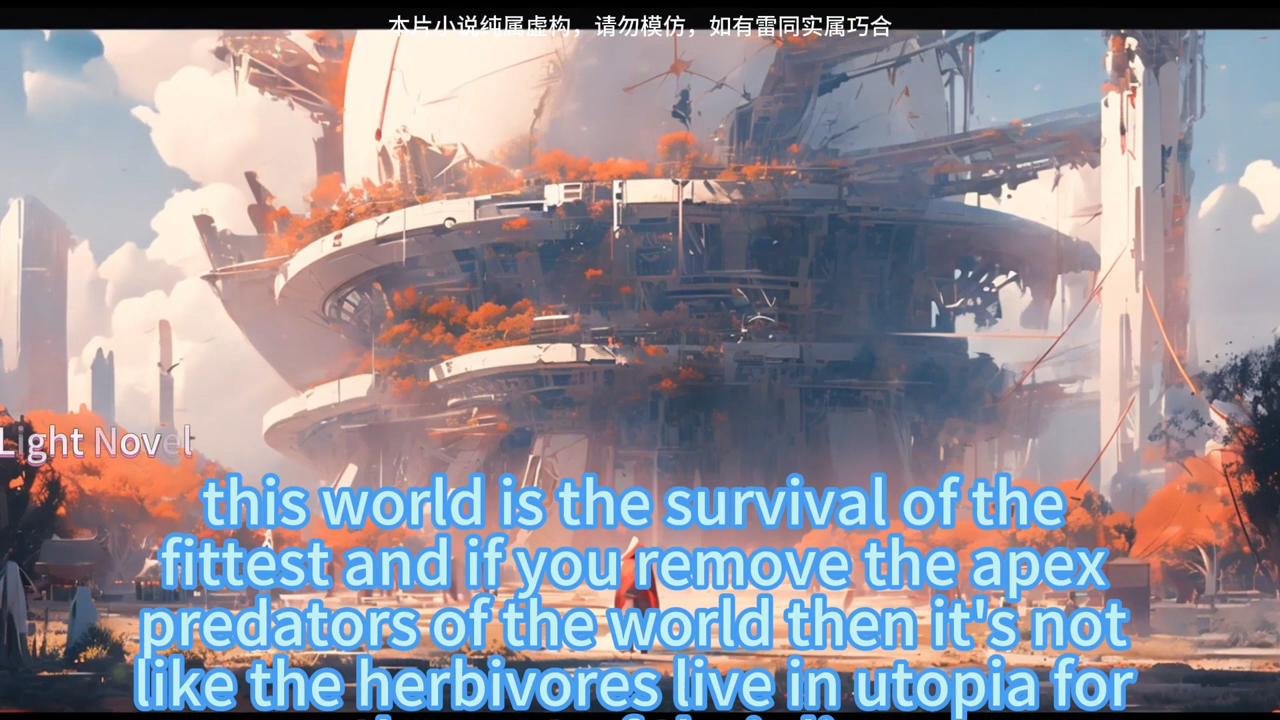 本片小说纯属虚构，请勿模仿，如有雷同实属巧合
Light Novel
this world is the survival of the
fittest and if you remove the apex
predators of the world then it's not
like the herbivores live in utopia for